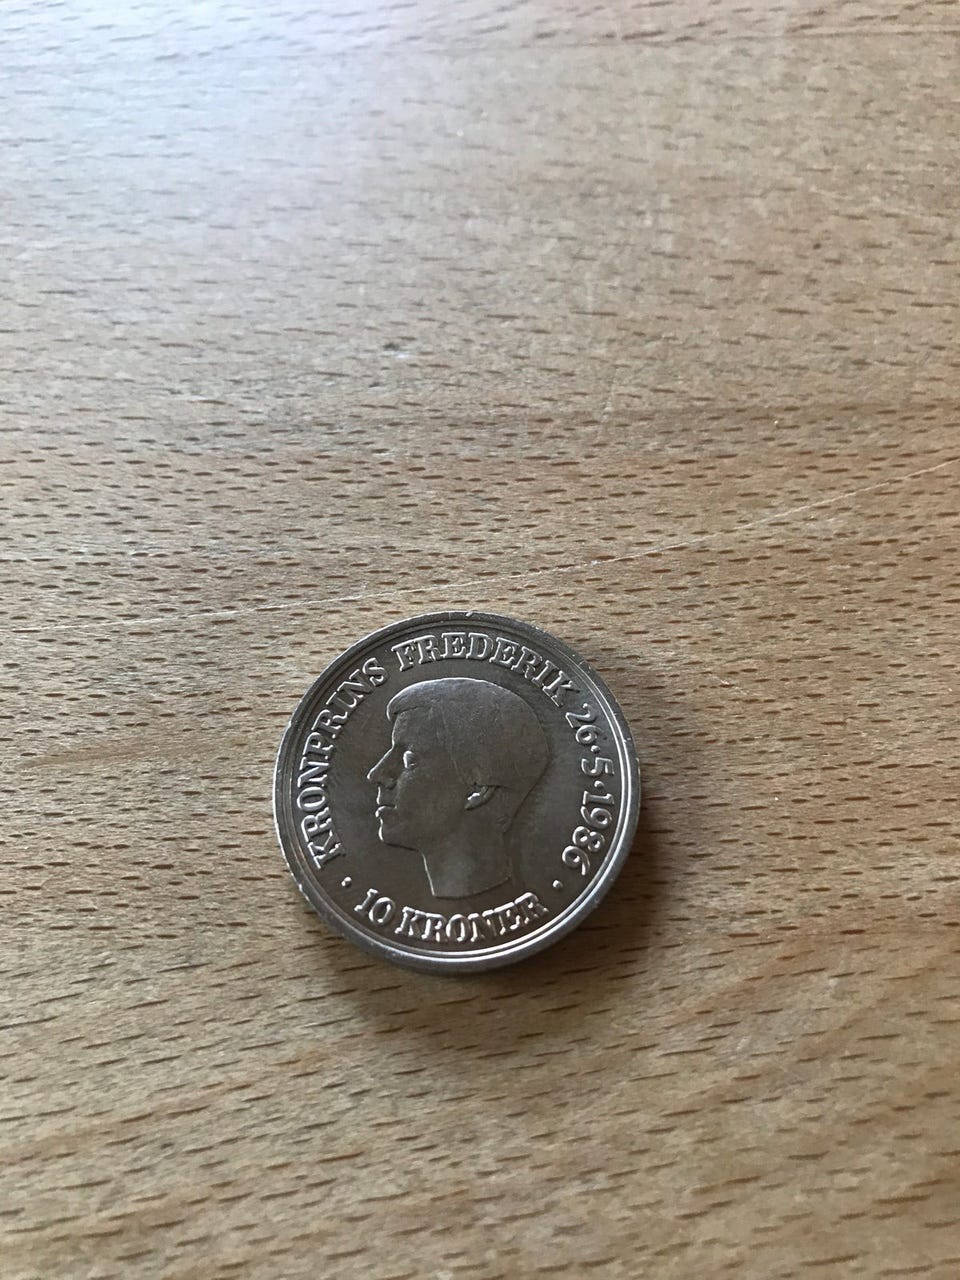 KRONPRINS FREDERIK 26·5·1986
· 10 KRONER ·